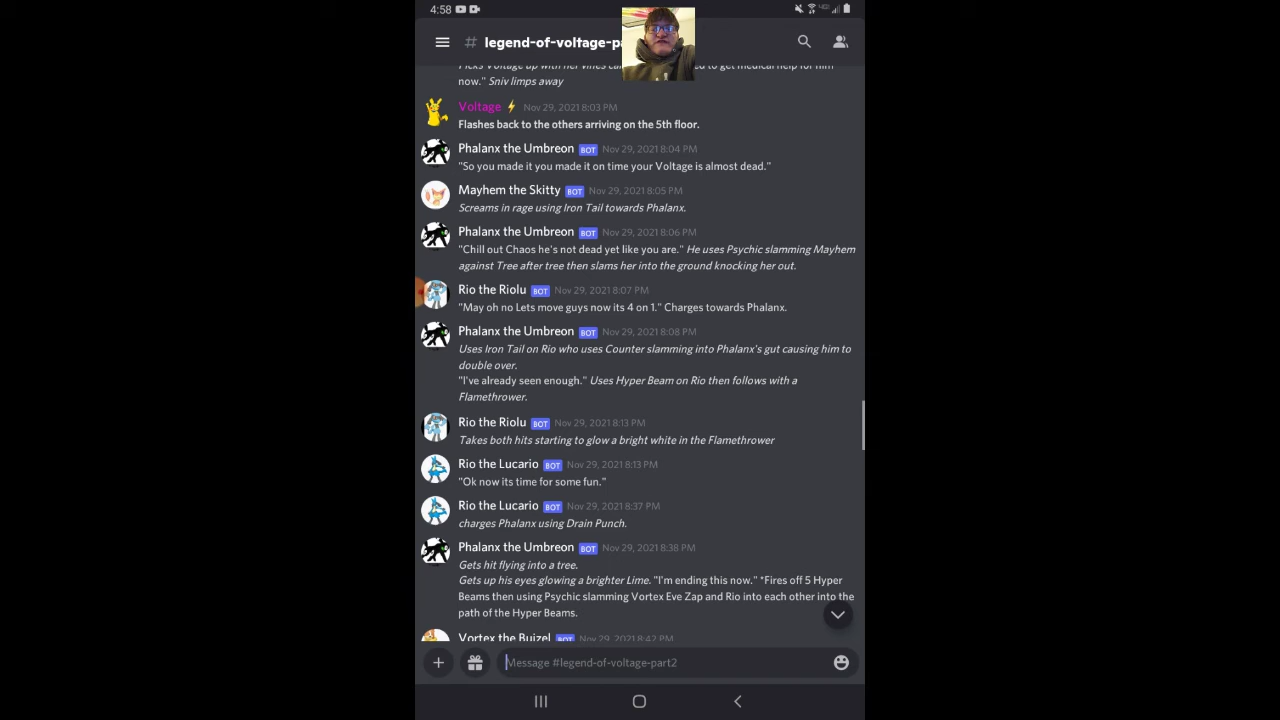 4:58
# legend-of-voltage-p
now." Sniv limps away
Voltage ⚡ Nov 29, 2021 8:03 PM
Flashes back to the others arriving on the 5th floor.
Phalanx the Umbreon BOT Nov 29, 2021 8:04 PM
"So you made it you made it on time your Voltage is almost dead."
Mayhem the Skitty BOT Nov 29, 2021 8:05 PM
Screams in rage using Iron Tail towards Phalanx.
Phalanx the Umbreon BOT Nov 29, 2021 8:06 PM
"Chill out Chaos he's not dead yet like you are." He uses Psychic slamming Mayhem
against Tree after tree then slams her into the ground knocking her out.
Rio the Riolu BOT Nov 29, 2021 8:07 PM
"May oh no Lets move guys now its 4 on 1." Charges towards Phalanx.
Phalanx the Umbreon BOT Nov 29, 2021 8:08 PM
Uses Iron Tail on Rio who uses Counter slamming into Phalanx's gut causing him to
double over.
"I've already seen enough." Uses Hyper Beam on Rio then follows with a
Flamethrower.
Rio the Riolu BOT Nov 29, 2021 8:13 PM
Takes both hits starting to glow a bright white in the Flamethrower
Rio the Lucario BOT Nov 29, 2021 8:13 PM
"Ok now its time for some fun."
Rio the Lucario BOT Nov 29, 2021 8:37 PM
charges Phalanx using Drain Punch.
Phalanx the Umbreon BOT Nov 29, 2021 8:38 PM
Gets hit flying into a tree.
Gets up his eyes glowing a brighter Lime. "I'm ending this now." *Fires off 5 Hyper
Beams then using Psychic slamming Vortex Eve Zap and Rio into each other into the
path of the Hyper Beams.
Vortex the Buizel BOT Nov 29, 2021 8:42 PM
Message #legend-of-voltage-part2